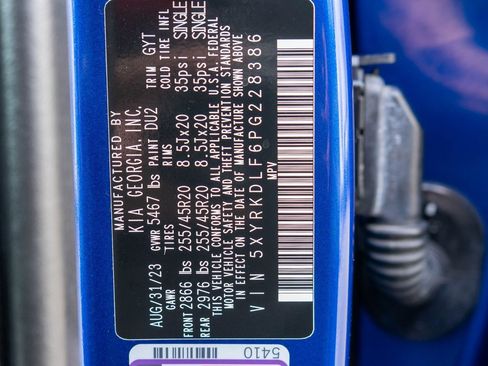 MANUFACTURED BY
KIA GEORGIA, INC.
AUG/31/23 GVWR 5467 lbs PAINT DU2 TRIM GYT
GAWR TIRES RIMS COLD TIRE INFL
FRONT 2866 lbs 255/45R20 8.5Jx20 35psi SINGLE
REAR 2976 lbs 255/45R20 8.5Jx20 35psi SINGLE
THIS VEHICLE CONFORMS TO ALL APPLICABLE U.S.A. FEDERAL
MOTOR VEHICLE SAFETY AND THEFT PREVENTION STANDARDS
IN EFFECT ON THE DATE OF MANUFACTURE SHOWN ABOVE
VIN 5XYRKDLF6PG228386
MPV
5410